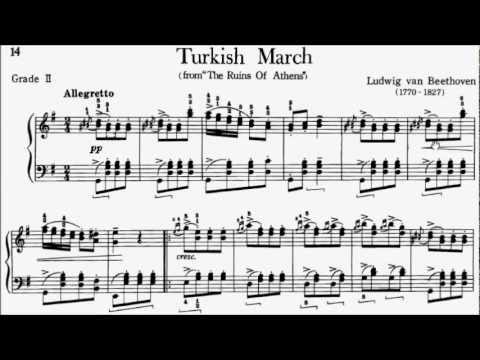 14
Turkish March
(from "The Ruins Of Athens")
Grade II
Ludwig van Beethoven
(1770-1827)
Allegretto
pp
cresc.